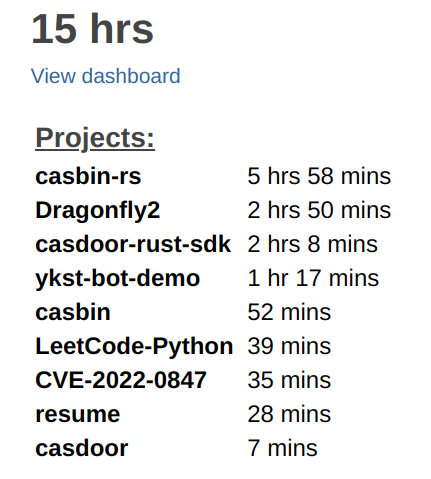 15 hrs
View dashboard
Projects:
casbin-rs 5 hrs 58 mins
Dragonfly2 2 hrs 50 mins
casdoor-rust-sdk 2 hrs 8 mins
ykst-bot-demo 1 hr 17 mins
casbin 52 mins
LeetCode-Python 39 mins
CVE-2022-0847 35 mins
resume 28 mins
casdoor 7 mins